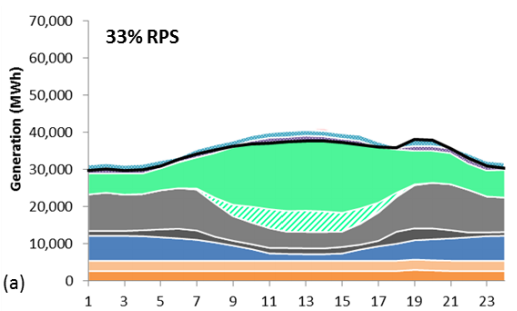 70,000
33% RPS
60,000
50,000
40,000
30,000
20,000
10,000
0
Generation (MWh)
(a)
1 3 5 7 9 11 13 15 17 19 21 23